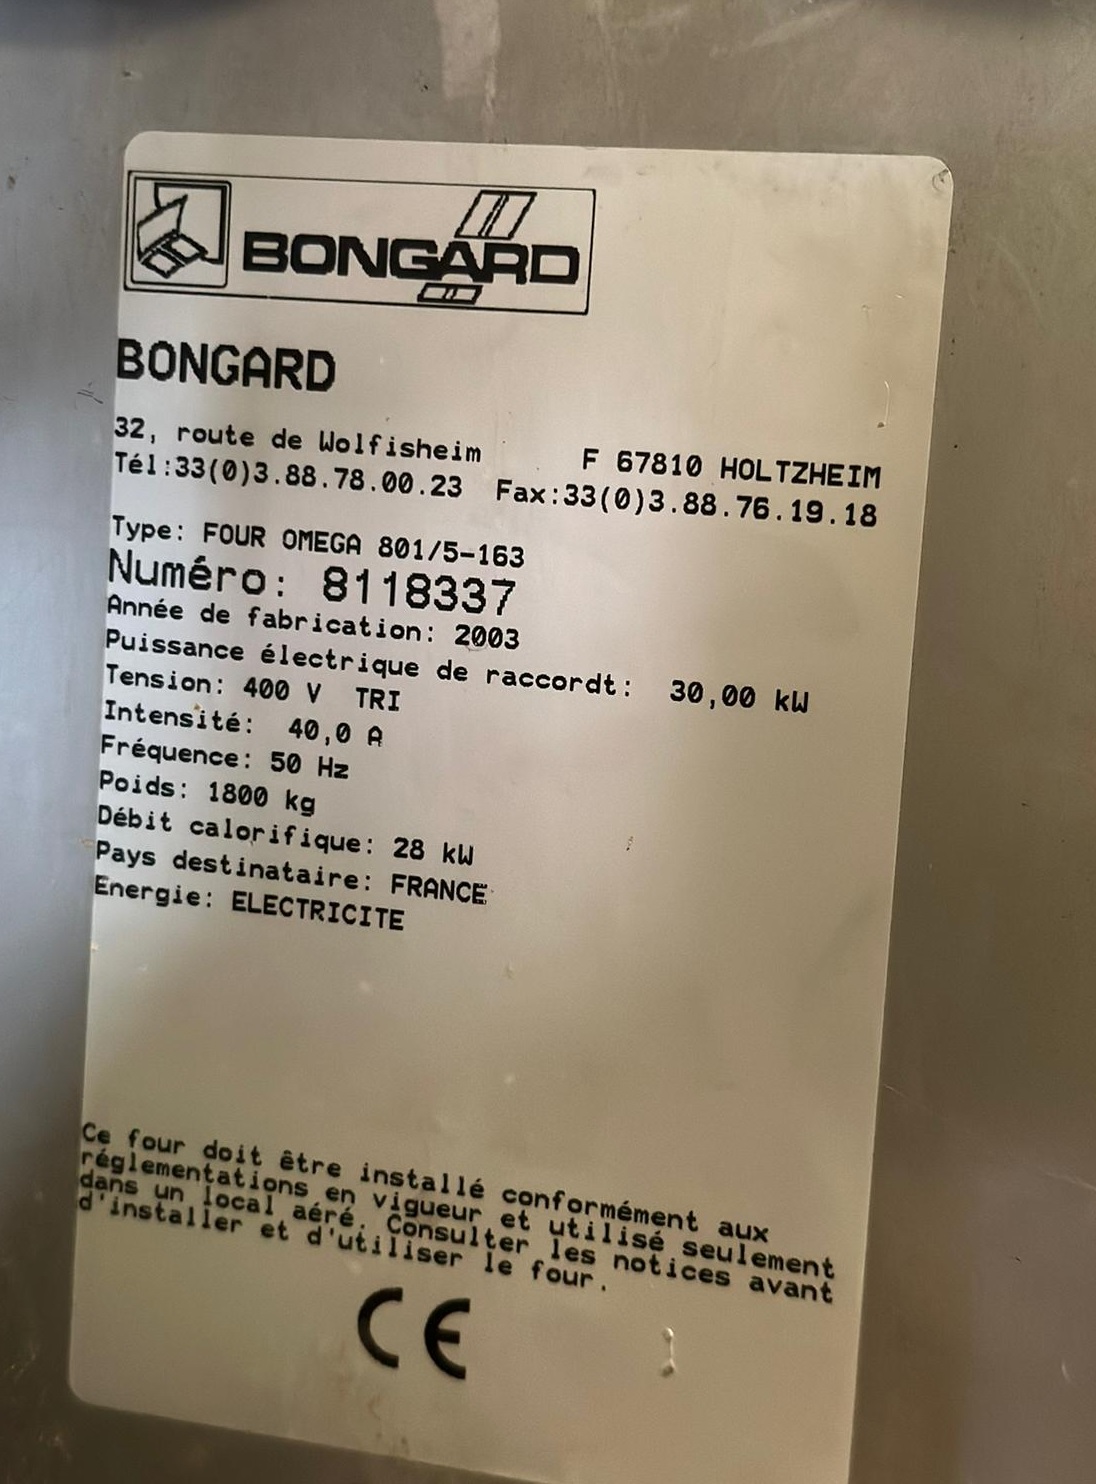 BONGARD
BONGARD
32, route de Wolfisheim F 67810 HOLTZHEIM
Tél:33(0)3.88.78.00.23 Fax:33(0)3.88.76.19.18
Type: FOUR OMEGA 801/5-163
Numéro: 8118337
Année de fabrication: 2003
Puissance électrique de raccordt: 30,00 kW
Tension: 400 V TRI
Intensité: 40,0 A
Fréquence: 50 Hz
Poids: 1800 kg
Débit calorifique: 28 kW
Pays destinataire: FRANCE
Energie: ELECTRICITE
Ce four doit être installé conformément aux
réglementations en vigueur et utilisé seulement
dans un local aéré. Consulter les notices avant
d'installer et d'utiliser le four.
CE